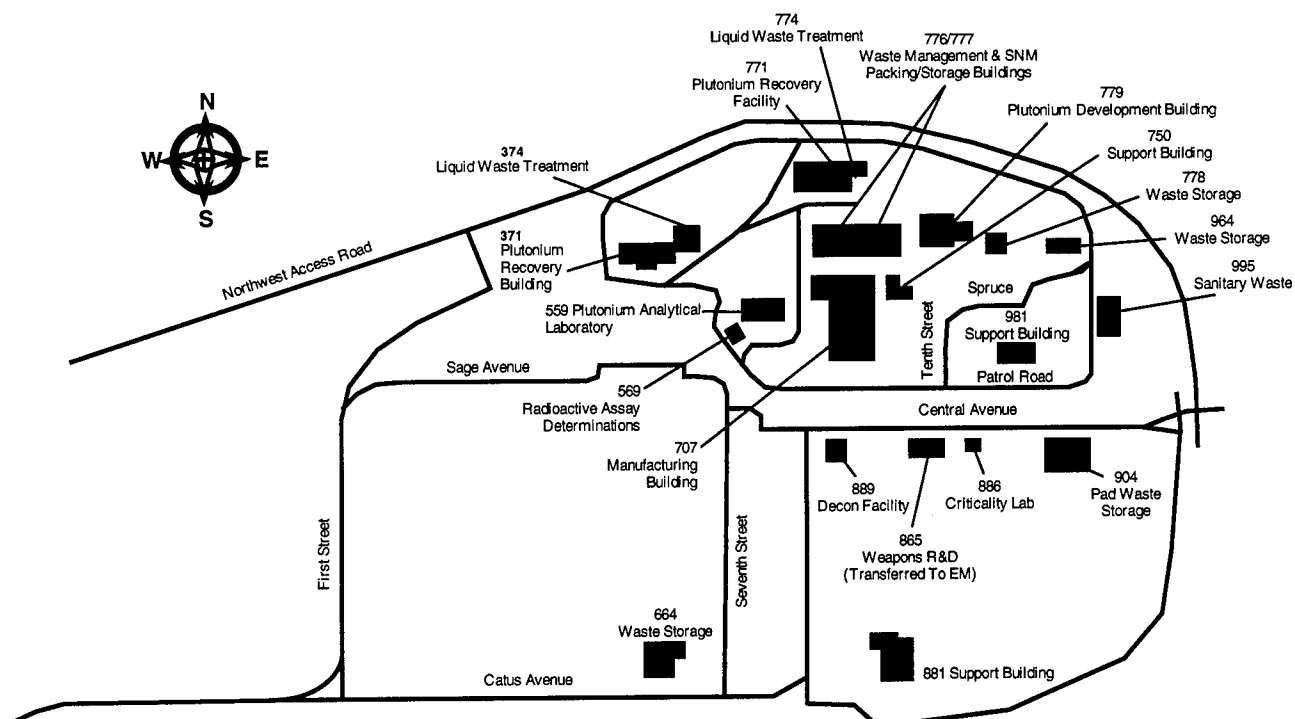 774
Liquid Waste Treatment
776/777
Waste Management & SNM
Packing/Storage Buildings
771
Plutonium Recovery
Facility
779
Plutonium Development Building
750
Support Building
778
Waste Storage
964
Waste Storage
995
Sanitary Waste
N
W
E
S
374
Liquid Waste Treatment
371
Plutonium
Recovery
Building
Northwest Access Road
559 Plutonium Analytical
Laboratory
Spruce
981
Support Building
Tenth Street
Patrol Road
Sage Avenue
569
Radioactive Assay
Determinations
Central Avenue
707
Manufacturing
Building
889
Decon Facility
886
Criticality Lab
904
Pad Waste
Storage
865
Weapons R&D
(Transferred To EM)
First Street
Seventh Street
664
Waste Storage
881 Support Building
Catus Avenue